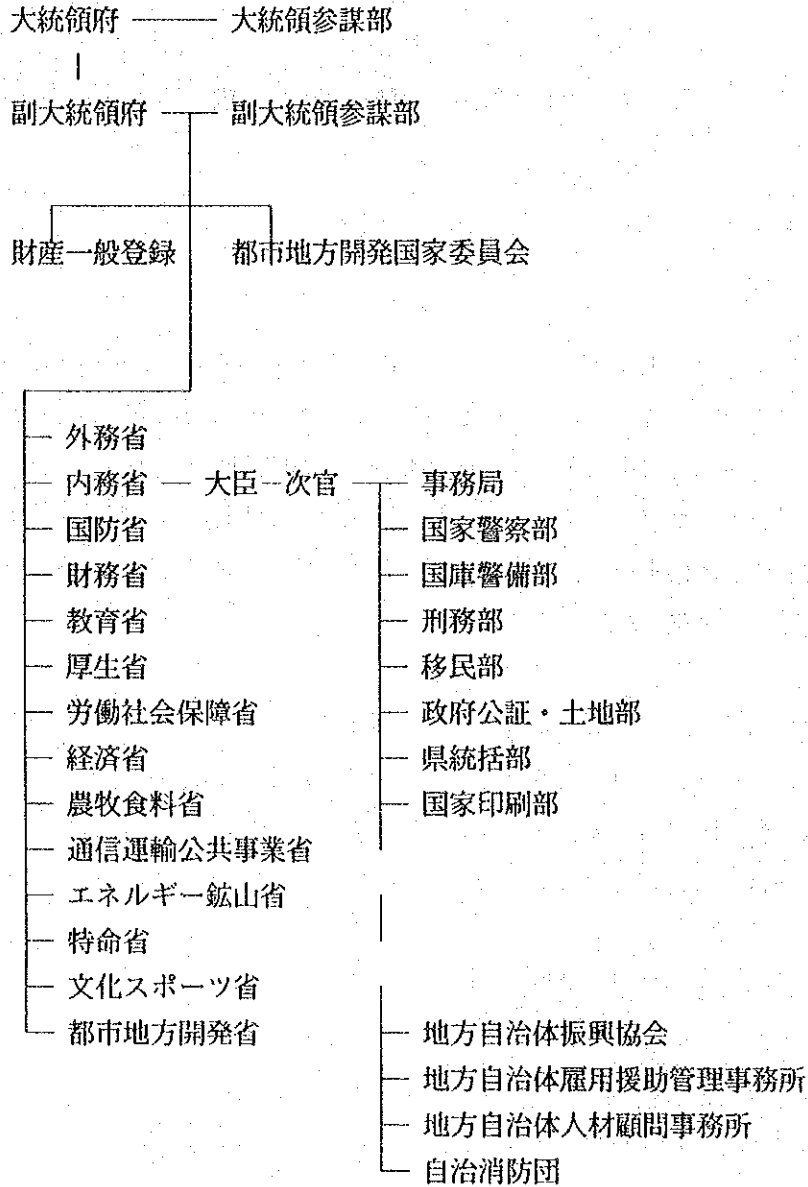 大統領府 大統領参謀部
副大統領府 副大統領参謀部
財産一般登録 都市地方開発国家委員会
外務省
内務省 大臣 次官 事務局
国防省 国家警察部
財務省 国庫警備部
教育省 刑務部
厚生省 移民部
労働社会保障省 政府公証・土地部
経済省 県統括部
農牧食料省 国家印刷部
通信運輸公共事業省
エネルギー鉱山省
特命省
文化スポーツ省
都市地方開発省 地方自治体振興協会
地方自治体雇用援助管理事務所
地方自治体人材顧問事務所
自治消防団